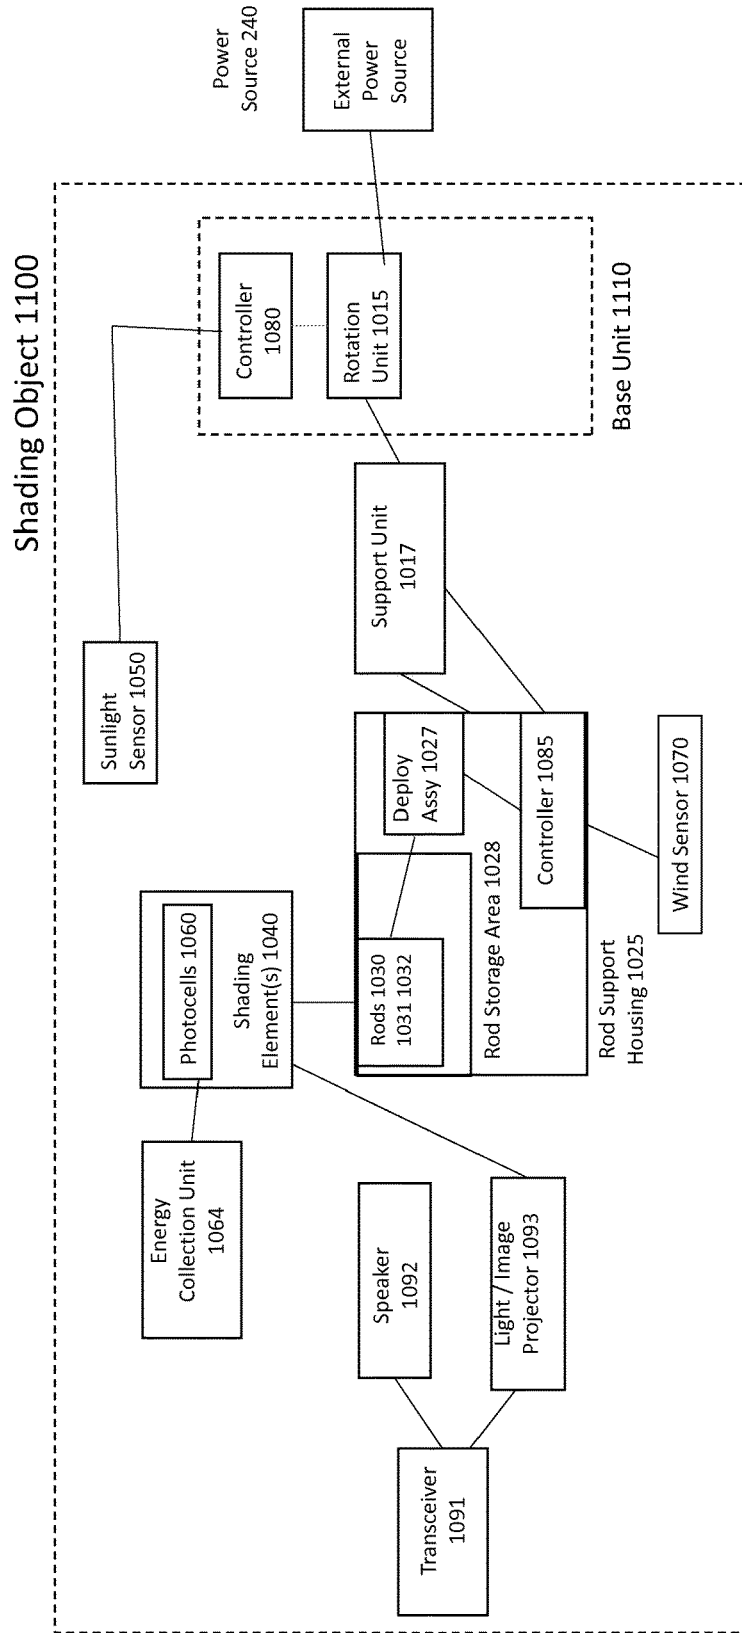 Shading Object 1100
Power
Source 240
External
Power
Source
Sunlight
Sensor 1050
Controller
1080
Rotation
Unit 1015
Base Unit 1110
Support Unit
1017
Photocells 1060
Shading
Element(s) 1040
Energy
Collection Unit
1064
Deploy
Assy 1027
Rods 1030
1031 1032
Rod Storage Area 1028
Controller 1085
Rod Support
Housing 1025
Wind Sensor 1070
Speaker
1092
Light / Image
Projector 1093
Transceiver
1091